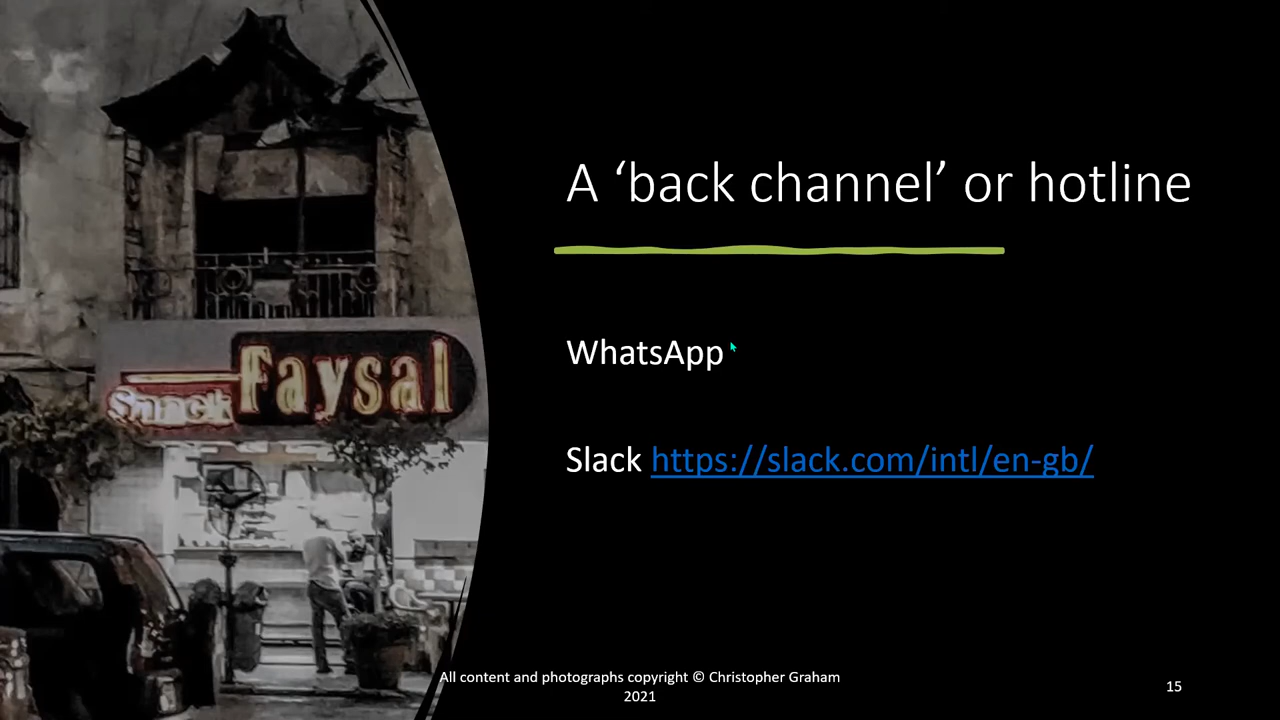 A ‘back channel’ or hotline
Snack Faysal
WhatsApp
Slack https://slack.com/intl/en-gb/
All content and photographs copyright © Christopher Graham
2021
15